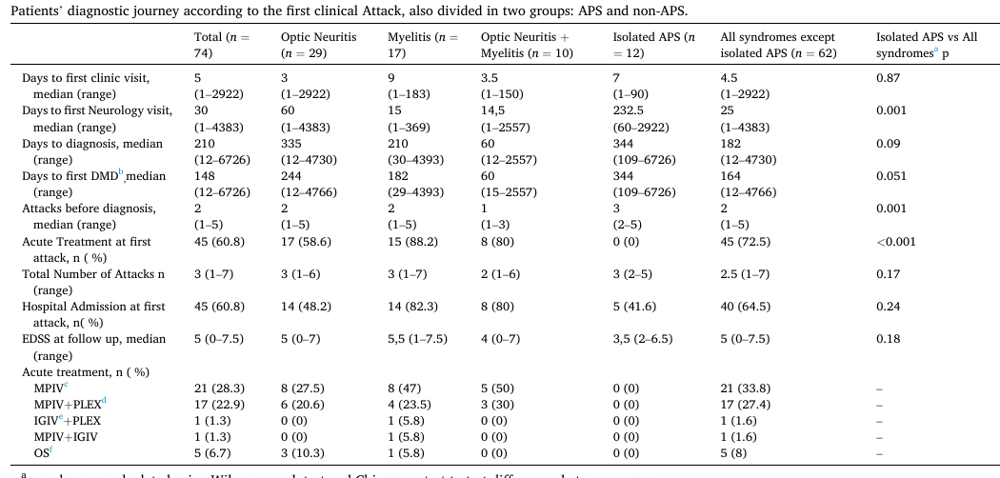 Patients' diagnostic journey according to the first clinical Attack, also divided in two groups: APS and non-APS.
Total (n = Optic Neuritis Myelitis (n = Optic Neuritis + Isolated APS (n All syndromes except Isolated APS vs All
74) (n = 29) 17) Myelitis (n = 10) = 12) isolated APS (n = 62) syndromesa p
Days to first clinic visit, 5 3 9 3.5 7 4.5 0.87
median (range) (1–2922) (1–2922) (1–183) (1–150) (1–90) (1–2922)
Days to first Neurology visit, 30 60 15 14,5 232.5 25 0.001
median (range) (1–4383) (1–4383) (1–369) (1–2557) (60–2922) (1–4383)
Days to diagnosis, median 210 335 210 60 344 182 0.09
(range) (12–6726) (12–4730) (30–4393) (12–2557) (109–6726) (12–4730)
Days to first DMDb,median 148 244 182 60 344 164 0.051
(range) (12–6726) (12–4766) (29–4393) (15–2557) (109–6726) (12–4766)
Attacks before diagnosis, 2 2 2 1 3 2 0.001
median (range) (1–5) (1–5) (1–5) (1–3) (2–5) (1–5)
Acute Treatment at first 45 (60.8) 17 (58.6) 15 (88.2) 8 (80) 0 (0) 45 (72.5) <0.001
attack, n ( %)
Total Number of Attacks n 3 (1–7) 3 (1–6) 3 (1–7) 2 (1–6) 3 (2–5) 2.5 (1–7) 0.17
(range)
Hospital Admission at first 45 (60.8) 14 (48.2) 14 (82.3) 8 (80) 5 (41.6) 40 (64.5) 0.24
attack, n( %)
EDSS at follow up, median 5 (0–7.5) 5 (0–7) 5,5 (1–7.5) 4 (0–7) 3,5 (2–6.5) 5 (0–7.5) 0.18
(range)
Acute treatment, n ( %)
MPIVc 21 (28.3) 8 (27.5) 8 (47) 5 (50) 0 (0) 21 (33.8) –
MPIV+PLEXd 17 (22.9) 6 (20.6) 4 (23.5) 3 (30) 0 (0) 17 (27.4) –
IGIVe+PLEX 1 (1.3) 0 (0) 1 (5.8) 0 (0) 0 (0) 1 (1.6) –
MPIV+IGIV 1 (1.3) 0 (0) 1 (5.8) 0 (0) 0 (0) 1 (1.6) –
OSf 5 (6.7) 3 (10.3) 1 (5.8) 0 (0) 0 (0) 5 (8) –
a